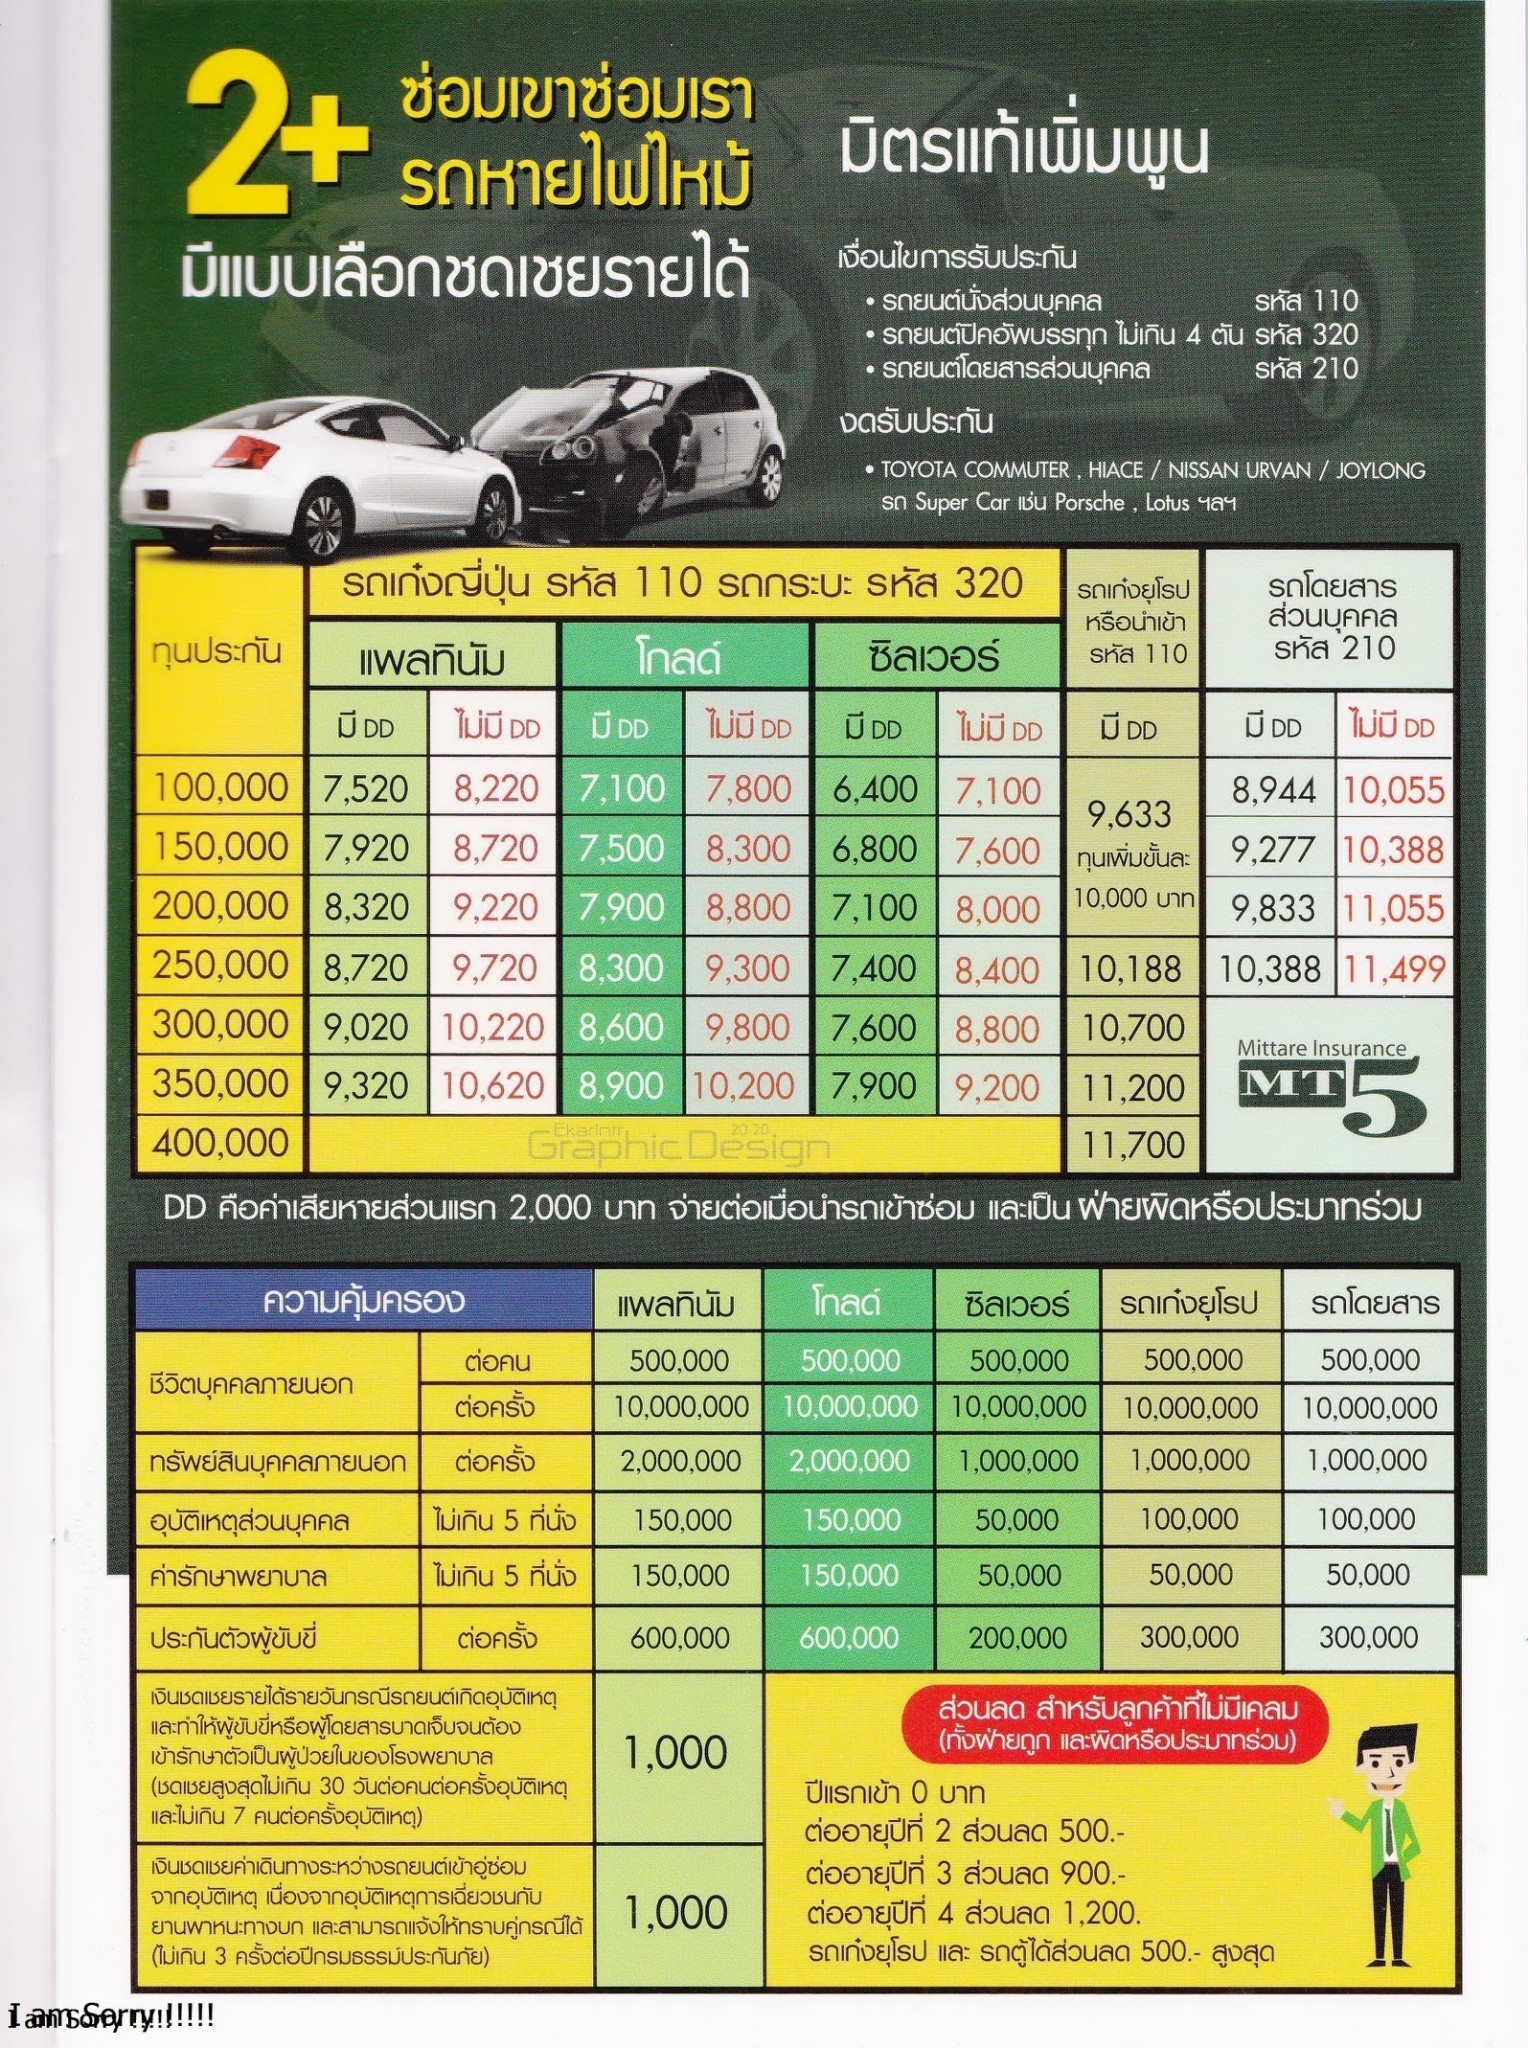 2+ ซ่อมเขาซ่อมเรา
รถหายไฟไหม้
มีแบบเลือกชดเชยรายได้
มิตรแท้เพิ่มพูน
เงื่อนไขการรับประกัน
• รถยนต์นั่งส่วนบุคคล รหัส 110
• รถยนต์ปิคอัพบรรทุก ไม่เกิน 4 ตัน รหัส 320
• รถยนต์โดยสารส่วนบุคคล รหัส 210
งดรับประกัน
• TOYOTA COMMUTER , HIACE / NISSAN URVAN / JOYLONG
รถ Super Car เช่น Porsche , Lotus ฯลฯ
ทุนประกัน
รถเก๋งญี่ปุ่น รหัส 110 รถกระบะ รหัส 320
รถเก๋งยุโรป
หรือนำเข้า
รหัส 110
รถโดยสาร
ส่วนบุคคล
รหัส 210
แพลทินัม โกลด์ ซิลเวอร์
มี DD ไม่มี DD มี DD ไม่มี DD มี DD ไม่มี DD มี DD มี DD ไม่มี DD
100,000 7,520 8,220 7,100 7,800 6,400 7,100 8,944 10,055
9,633
ทุนเพิ่มขั้นละ
10,000 บาท
150,000 7,920 8,720 7,500 8,300 6,800 7,600 9,277 10,388
200,000 8,320 9,220 7,900 8,800 7,100 8,000 9,833 11,055
250,000 8,720 9,720 8,300 9,300 7,400 8,400 10,188 10,388 11,499
300,000 9,020 10,220 8,600 9,800 7,600 8,800 10,700
350,000 9,320 10,620 8,900 10,200 7,900 9,200 11,200
400,000 11,700
Mittare Insurance
MT5
Ekarintr 20 20
Graphic Design
DD คือค่าเสียหายส่วนแรก 2,000 บาท จ่ายต่อเมื่อนำรถเข้าซ่อม และเป็น ฝ่ายผิดหรือประมาทร่วม
ความคุ้มครอง แพลทินัม โกลด์ ซิลเวอร์ รถเก๋งยุโรป รถโดยสาร
ชีวิตบุคคลภายนอก
ต่อคน 500,000 500,000 500,000 500,000 500,000
ต่อครั้ง 10,000,000 10,000,000 10,000,000 10,000,000 10,000,000
ทรัพย์สินบุคคลภายนอก ต่อครั้ง 2,000,000 2,000,000 1,000,000 1,000,000 1,000,000
อุบัติเหตุส่วนบุคคล ไม่เกิน 5 ที่นั่ง 150,000 150,000 50,000 100,000 100,000
ค่ารักษาพยาบาล ไม่เกิน 5 ที่นั่ง 150,000 150,000 50,000 50,000 50,000
ประกันตัวผู้ขับขี่ ต่อครั้ง 600,000 600,000 200,000 300,000 300,000
เงินชดเชยรายได้รายวันกรณีรถยนต์เกิดอุบัติเหตุ
และทำให้ผู้ขับขี่หรือผู้โดยสารบาดเจ็บจนต้อง
เข้ารักษาตัวเป็นผู้ป่วยในของโรงพยาบาล
(ชดเชยสูงสุดไม่เกิน 30 วันต่อคนต่อครั้งอุบัติเหตุ
และไม่เกิน 7 คนต่อครั้งอุบัติเหตุ)
1,000
เงินชดเชยค่าเดินทางระหว่างรถยนต์เข้าอู่ซ่อม
จากอุบัติเหตุ เนื่องจากอุบัติเหตุการเฉี่ยวชนกับ
ยานพาหนะทางบก และสามารถแจ้งให้ทราบคู่กรณีได้
(ไม่เกิน 3 ครั้งต่อปีกรมธรรม์ประกันภัย)
1,000
ส่วนลด สำหรับลูกค้าที่ไม่มีเคลม
(ทั้งฝ่ายถูก และผิดหรือประมาทร่วม)
ปีแรกเข้า 0 บาท
ต่ออายุปีที่ 2 ส่วนลด 500.-
ต่ออายุปีที่ 3 ส่วนลด 900.-
ต่ออายุปีที่ 4 ส่วนลด 1,200.
รถเก๋งยุโรป และ รถตู้ได้ส่วนลด 500.- สูงสุด
I am Sorry !!!!!
I am Sorry !!!!!